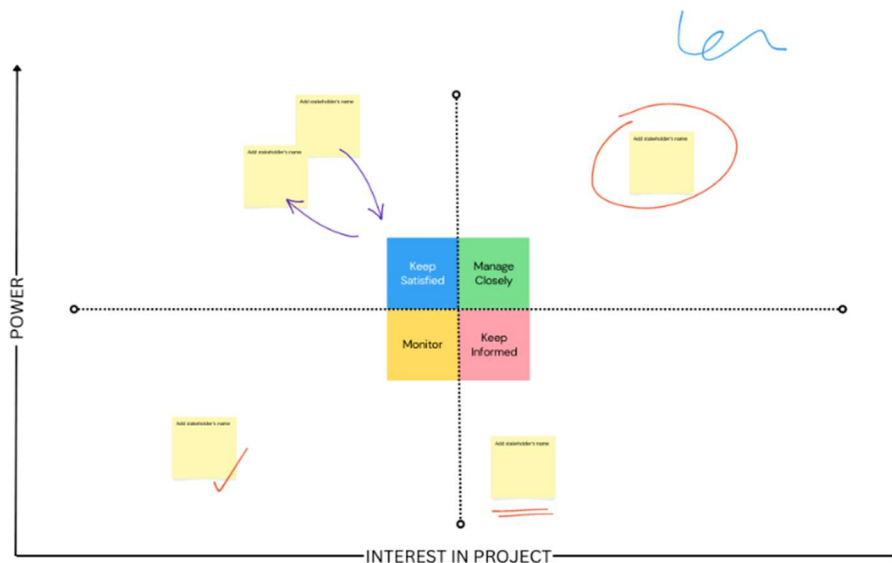 Add stakeholder's name
Add stakeholder's name
Add stakeholder's name
Keep
Satisfied
Manage
Closely
POWER
Monitor
Keep
Informed
Add stakeholder's name
Add stakeholder's name
INTEREST IN PROJECT